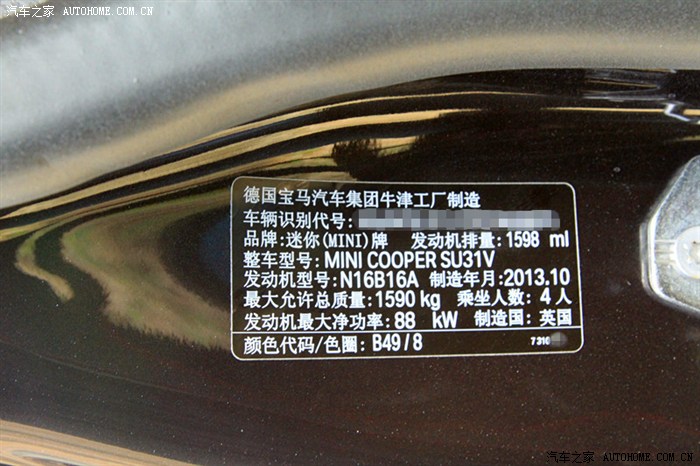 汽车之家 AUTOHOME.COM.CN
德国宝马汽车集团牛津工厂制造
车辆识别代号:
品牌:迷你(MINI)牌 发动机排量:1598 ml
整车型号:MINI COOPER SU31V
发动机型号:N16B16A 制造年月:2013.10
最大允许总质量:1590 kg 乘坐人数:4人
发动机最大净功率:88 kW 制造国:英国
颜色代码/色圈:B49/8 7310
汽车之家 AUTOHOME.COM.CN